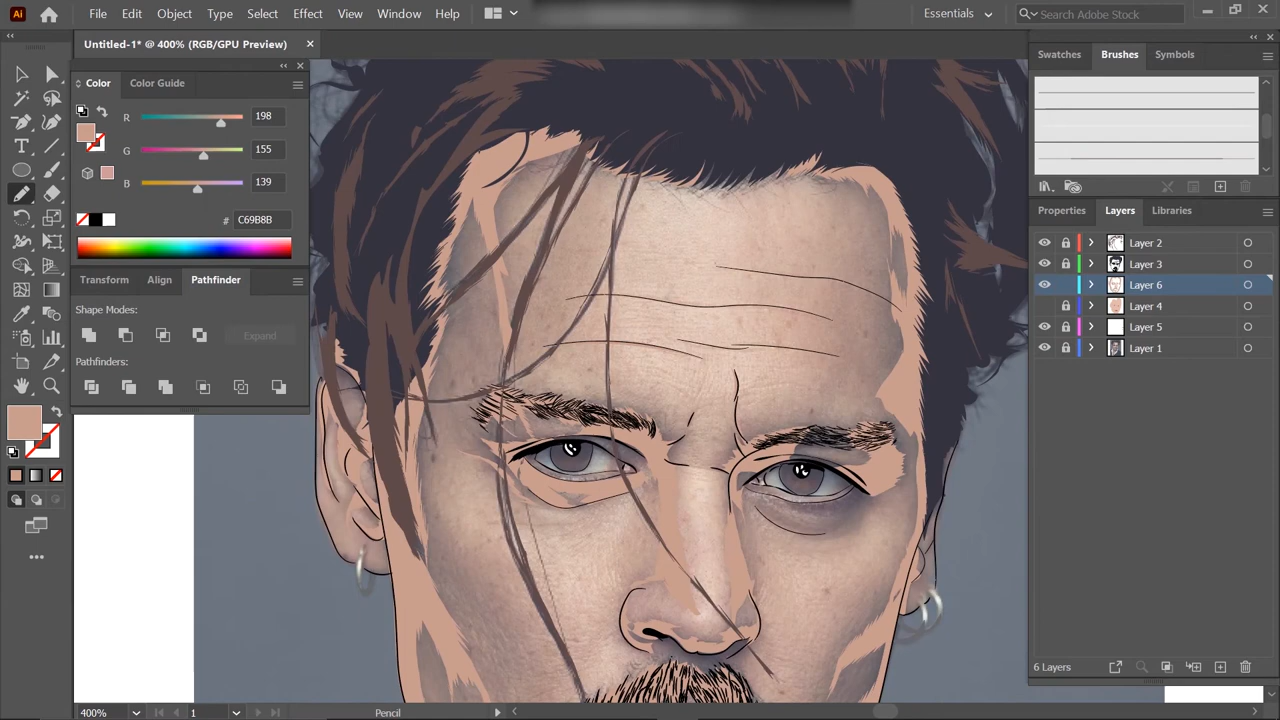 Ai File Edit Object Type Select Effect View Window Help Essentials Search Adobe Stock
Untitled-1* @ 400% (RGB/GPU Preview)
Color Color Guide
R 198
G 155
B 139
# C69B8B
Transform Align Pathfinder
Shape Modes:
Expand
Pathfinders:
T
Swatches Brushes Symbols
Properties Layers Libraries
Layer 2
Layer 3
Layer 6
Layer 4
Layer 5
Layer 1
6 Layers
400% 1 Pencil